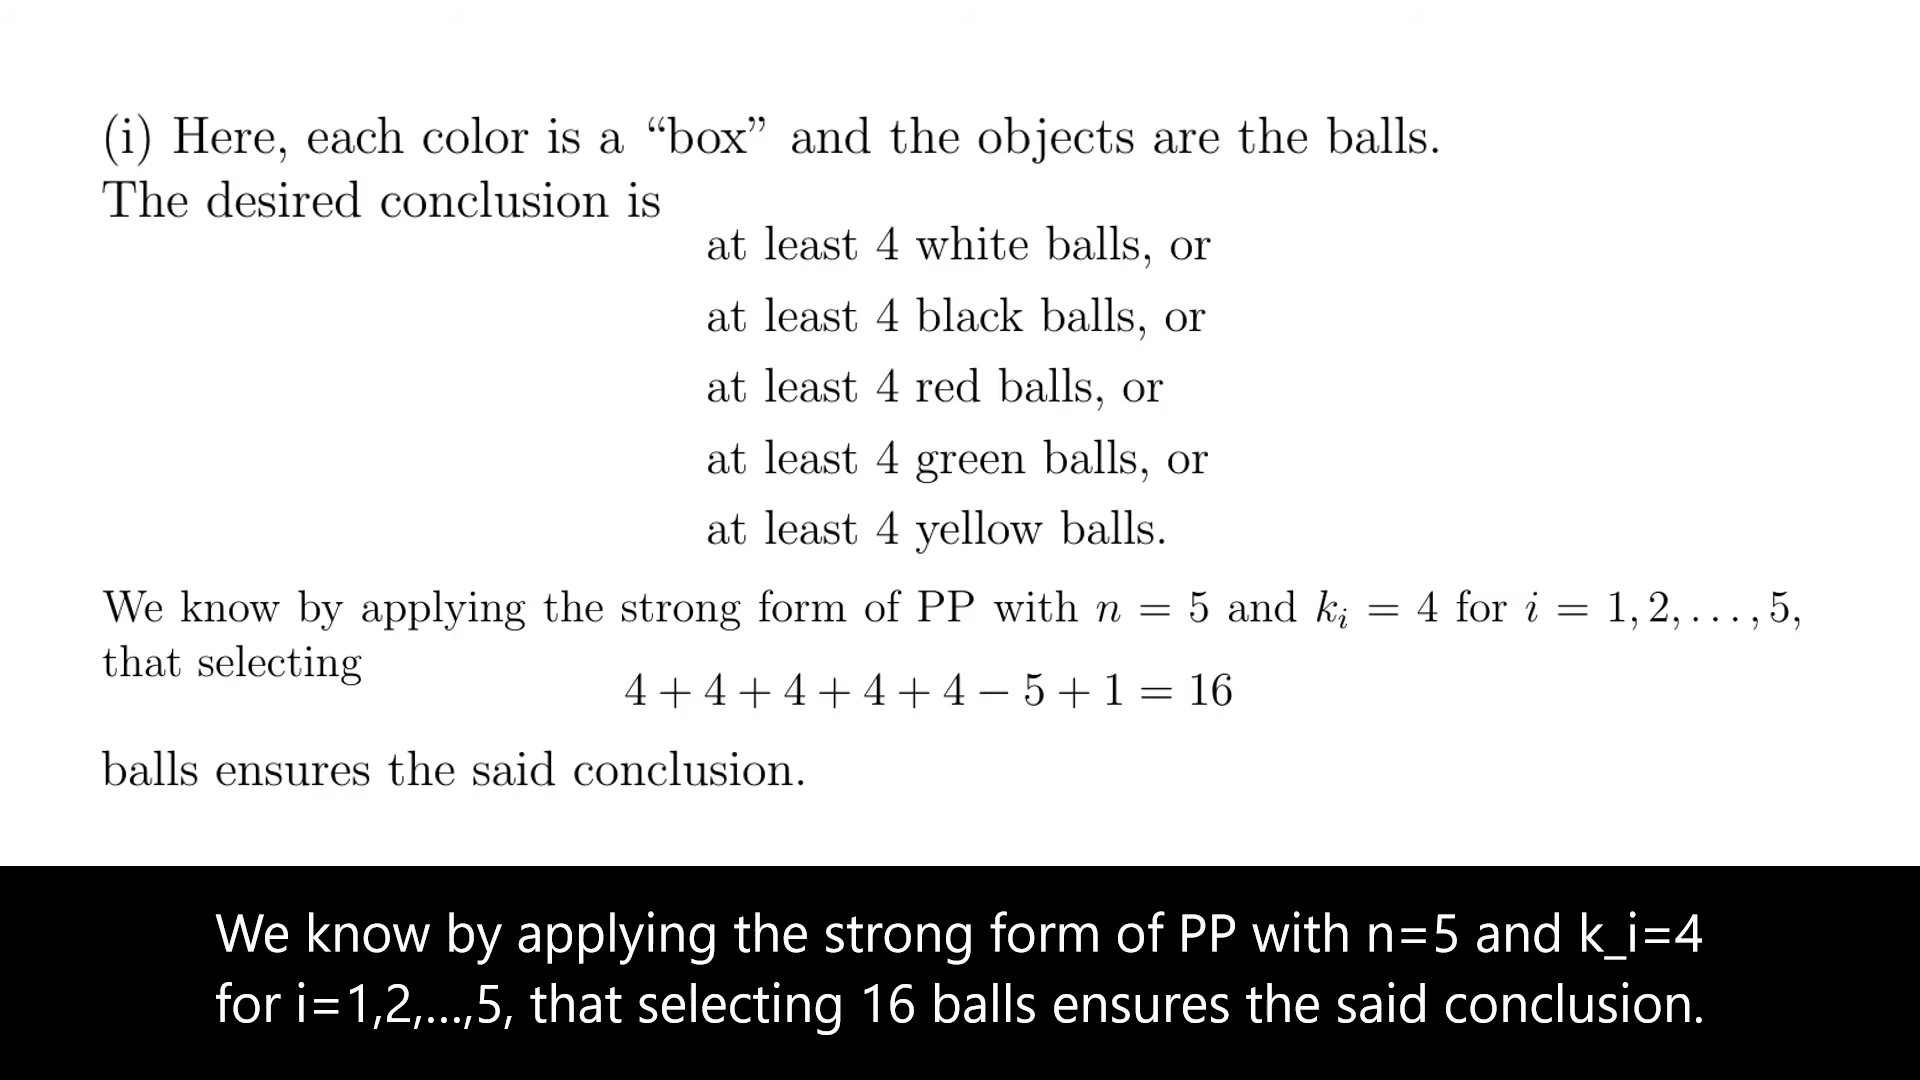 (i) Here, each color is a “box” and the objects are the balls.
The desired conclusion is
at least 4 white balls, or
at least 4 black balls, or
at least 4 red balls, or
at least 4 green balls, or
at least 4 yellow balls.
We know by applying the strong form of PP with n = 5 and kᵢ = 4 for i = 1, 2, . . . , 5,
that selecting
4 + 4 + 4 + 4 + 4 − 5 + 1 = 16
balls ensures the said conclusion.
We know by applying the strong form of PP with n=5 and k_i=4
for i=1,2,...,5, that selecting 16 balls ensures the said conclusion.